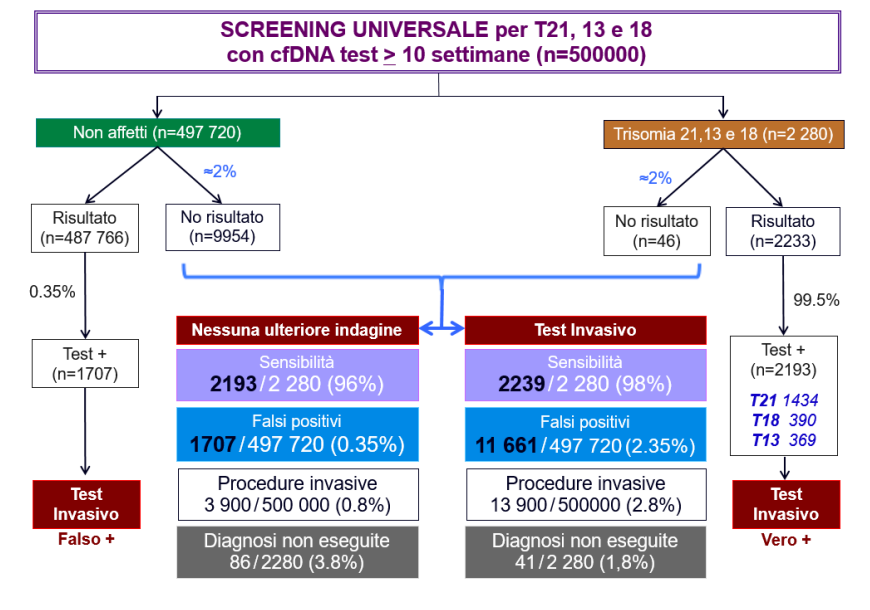 SCREENING UNIVERSALE per T21, 13 e 18
con cfDNA test ≥ 10 settimane (n=500000)
Non affetti (n=497 720)
Trisomia 21,13 e 18 (n=2 280)
≈2%
≈2%
Risultato
(n=487 766)
No risultato
(n=9954)
No risultato
(n=46)
Risultato
(n=2233)
0.35%
99.5%
Test +
(n=1707)
Test +
(n=2193)
T21 1434
T18 390
T13 369
Nessuna ulteriore indagine
Sensibilità
2193/2 280 (96%)
Falsi positivi
1707/497 720 (0.35%)
Procedure invasive
3 900/500 000 (0.8%)
Diagnosi non eseguite
86/2280 (3.8%)
Test Invasivo
Sensibilità
2239/2 280 (98%)
Falsi positivi
11 661/497 720 (2.35%)
Procedure invasive
13 900/500000 (2.8%)
Diagnosi non eseguite
41/2 280 (1,8%)
Test
Invasivo
Falso +
Test
Invasivo
Vero +